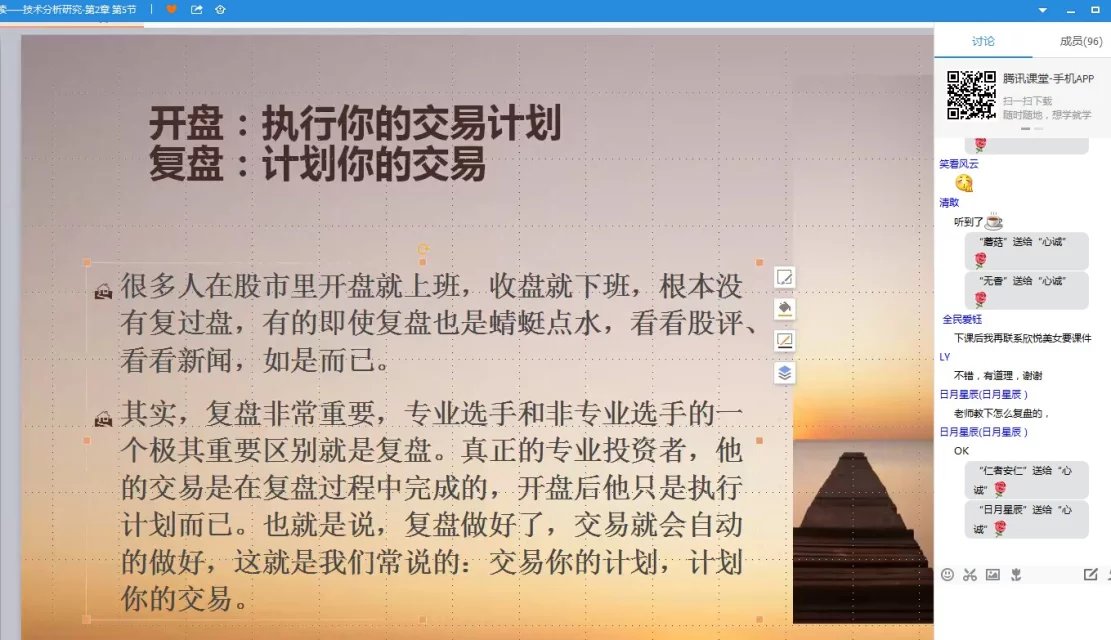 读──技术分析研究-第2章 第5节
讨论
成员(96)
腾讯课堂-手机APP
扫一扫下载
随时随地，想学就学
开盘：执行你的交易计划
复盘：计划你的交易
很多人在股市里开盘就上班，收盘就下班，根本没
有复过盘，有的即使复盘也是蜻蜓点水，看看股评、
看看新闻，如是而已。
其实，复盘非常重要，专业选手和非专业选手的一
个极其重要区别就是复盘。真正的专业投资者，他
的交易是在复盘过程中完成的，开盘后他只是执行
计划而已。也就是说，复盘做好了，交易就会自动
的做好，这就是我们常说的：交易你的计划，计划
你的交易。
笑看风云
清敢
听到了
“蘑菇”送给“心诚”
“无香”送给“心诚”
全民爱钰
下课后我再联系欣悦美女要课件
LY
不错，有道理，谢谢
日月星辰(日月星辰 )
老师教下怎么复盘的，
日月星辰(日月星辰 )
OK
“仁者安仁”送给“心
诚”
“日月星辰”送给“心
诚”